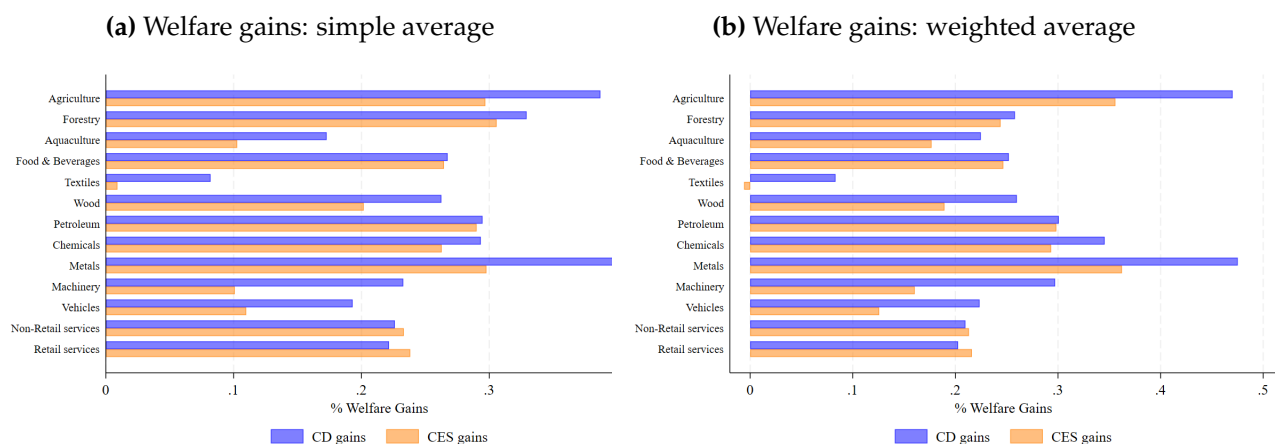 (a) Welfare gains: simple average
Agriculture
Forestry
Aquaculture
Food & Beverages
Textiles
Wood
Petroleum
Chemicals
Metals
Machinery
Vehicles
Non-Retail services
Retail services
0 .1 .2 .3
% Welfare Gains
CD gains CES gains
(b) Welfare gains: weighted average
Agriculture
Forestry
Aquaculture
Food & Beverages
Textiles
Wood
Petroleum
Chemicals
Metals
Machinery
Vehicles
Non-Retail services
Retail services
0 .1 .2 .3 .4 .5
% Welfare Gains
CD gains CES gains